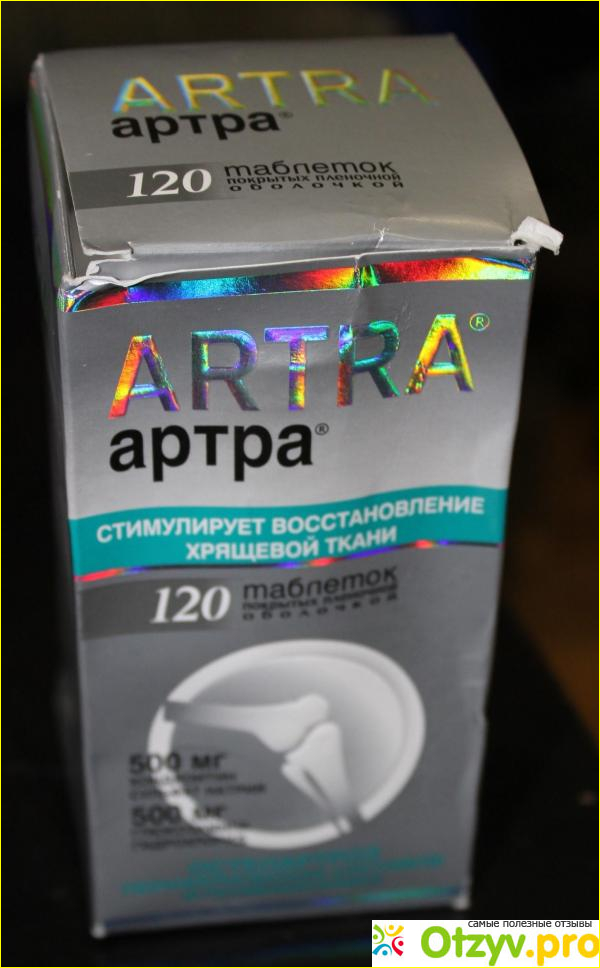 ARTRA
артра®
120 таблеток
покрытых пленочной
оболочкой
ARTRA®
артра®
СТИМУЛИРУЕТ ВОССТАНОВЛЕНИЕ
ХРЯЩЕВОЙ ТКАНИ
120 таблеток
покрытых пленочной
оболочкой
500 мг
500 мг
самые полезные отзывы
Otzyv.pro